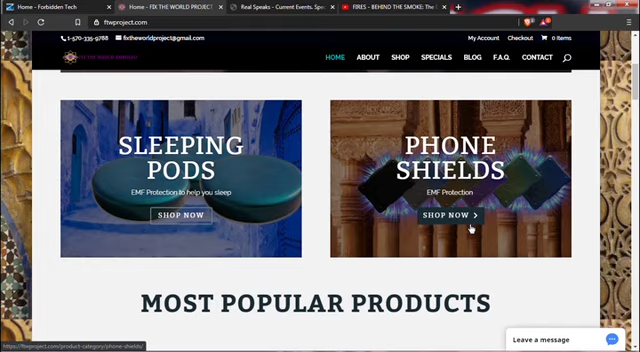 Home - Forbidden Tech
Home - FIX THE WORLD PROJECT
Real Speaks - Current Events. Spe
FIRES - BEHIND THE SMOKE: The
ftwproject.com
1-570-335-9788
fixtheworldproject@gmail.com
My Account
Checkout
0 Items
HOME
ABOUT
SHOP
SPECIALS
BLOG
F.A.Q.
CONTACT
SLEEPING
PODS
EMF Protection to help you sleep
SHOP NOW
PHONE
SHIELDS
EMF Protection
SHOP NOW
MOST POPULAR PRODUCTS
https://ftwproject.com/product-category/phone-shields/
Leave a message